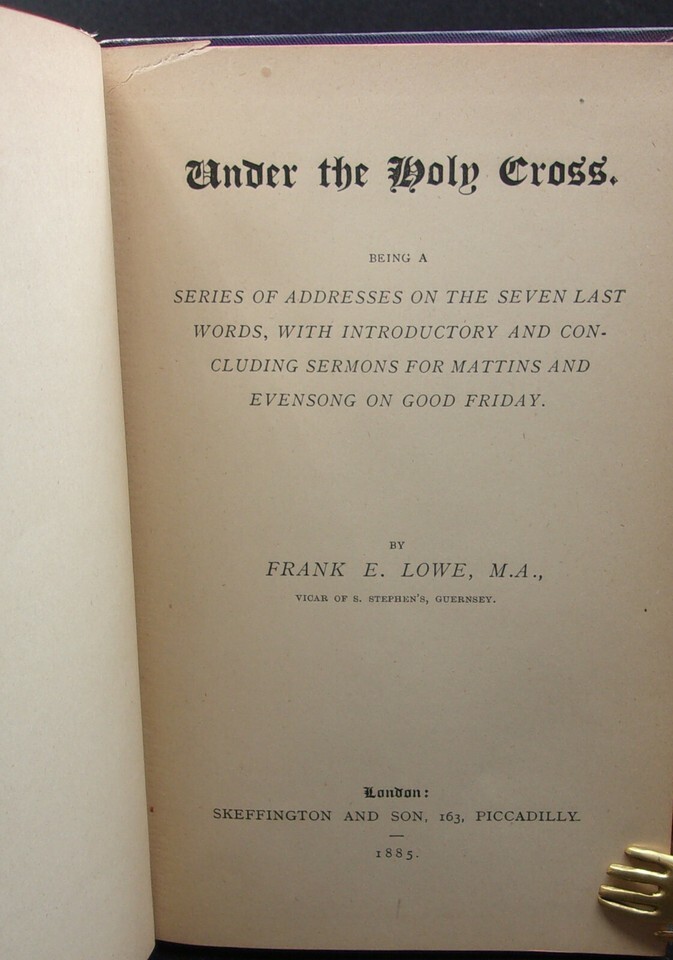 Under the Holy Cross.
BEING A
SERIES OF ADDRESSES ON THE SEVEN LAST
WORDS, WITH INTRODUCTORY AND CON-
CLUDING SERMONS FOR MATTINS AND
EVENSONG ON GOOD FRIDAY.
BY
FRANK E. LOWE, M.A.,
VICAR OF S. STEPHEN'S, GUERNSEY.
London:
SKEFFINGTON AND SON, 163, PICCADILLY.
1885.